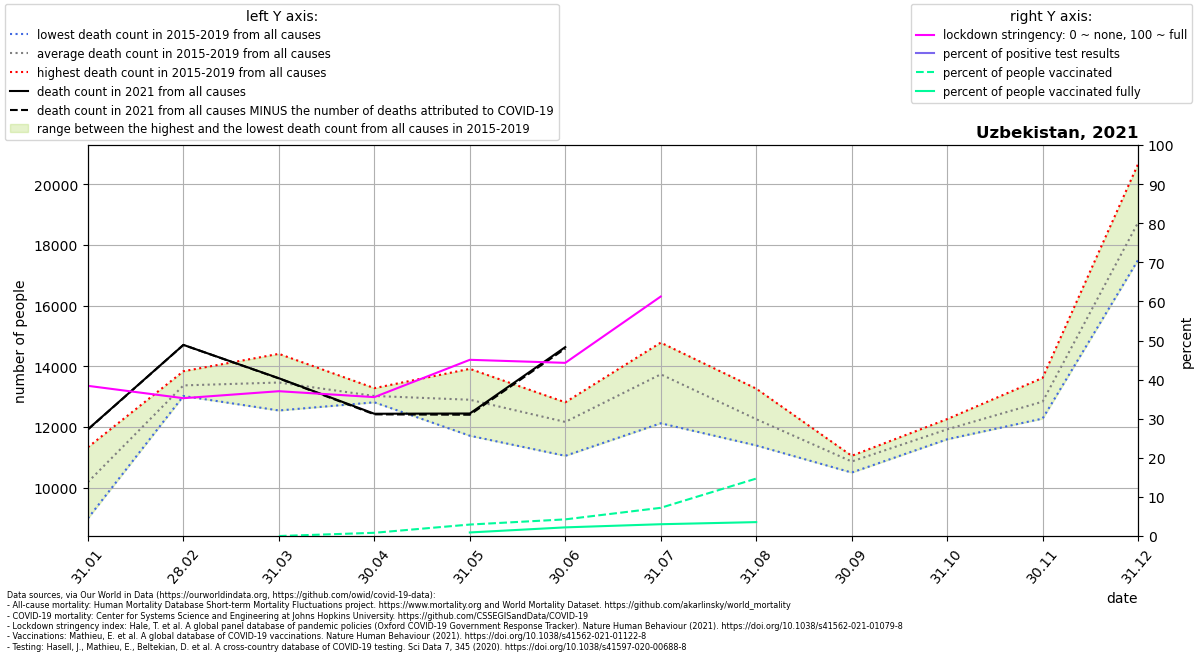 left Y axis:
lowest death count in 2015-2019 from all causes
average death count in 2015-2019 from all causes
highest death count in 2015-2019 from all causes
death count in 2021 from all causes
death count in 2021 from all causes MINUS the number of deaths attributed to COVID-19
range between the highest and the lowest death count from all causes in 2015-2019
right Y axis:
lockdown stringency: 0 ~ none, 100 ~ full
percent of positive test results
percent of people vaccinated
percent of people vaccinated fully
Uzbekistan, 2021
number of people
20000
18000
16000
14000
12000
10000
100
90
80
70
60
50
40
30
20
10
0
percent
31.01
28.02
31.03
30.04
31.05
30.06
31.07
31.08
30.09
31.10
30.11
31.12
date
Data sources, via Our World in Data (https://ourworldindata.org, https://github.com/owid/covid-19-data):
- All-cause mortality: Human Mortality Database Short-term Mortality Fluctuations project. https://www.mortality.org and World Mortality Dataset. https://github.com/akarlinsky/world_mortality
- COVID-19 mortality: Center for Systems Science and Engineering at Johns Hopkins University. https://github.com/CSSEGISandData/COVID-19
- Lockdown stringency index: Hale, T. et al. A global panel database of pandemic policies (Oxford COVID-19 Government Response Tracker). Nature Human Behaviour (2021). https://doi.org/10.1038/s41562-021-01079-8
- Vaccinations: Mathieu, E. et al. A global database of COVID-19 vaccinations. Nature Human Behaviour (2021). https://doi.org/10.1038/s41562-021-01122-8
- Testing: Hasell, J., Mathieu, E., Beltekian, D. et al. A cross-country database of COVID-19 testing. Sci Data 7, 345 (2020). https://doi.org/10.1038/s41597-020-00688-8